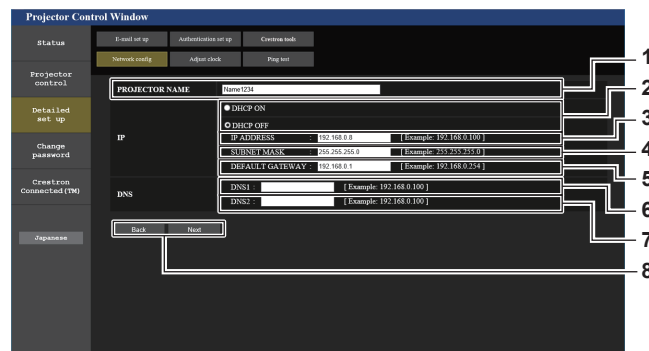 Projector Control Window
Status
Projector
control
Detailed
set up
Change
password
Crestron
Connected(TM)
Japanese
E-mail set up
Authentication set up
Crestron tools
Network config
Adjust clock
Ping test
PROJECTOR NAME Name1234
IP
DHCP ON
DHCP OFF
IP ADDRESS : 192.168.0.8 [ Example: 192.168.0.100 ]
SUBNET MASK : 255.255.255.0 [ Example: 255.255.255.0 ]
DEFAULT GATEWAY : 192.168.0.1 [ Example: 192.168.0.254 ]
DNS
DNS1 : [ Example: 192.168.0.100 ]
DNS2 : [ Example: 192.168.0.100 ]
Back Next
1
2
3
4
5
6
7
8